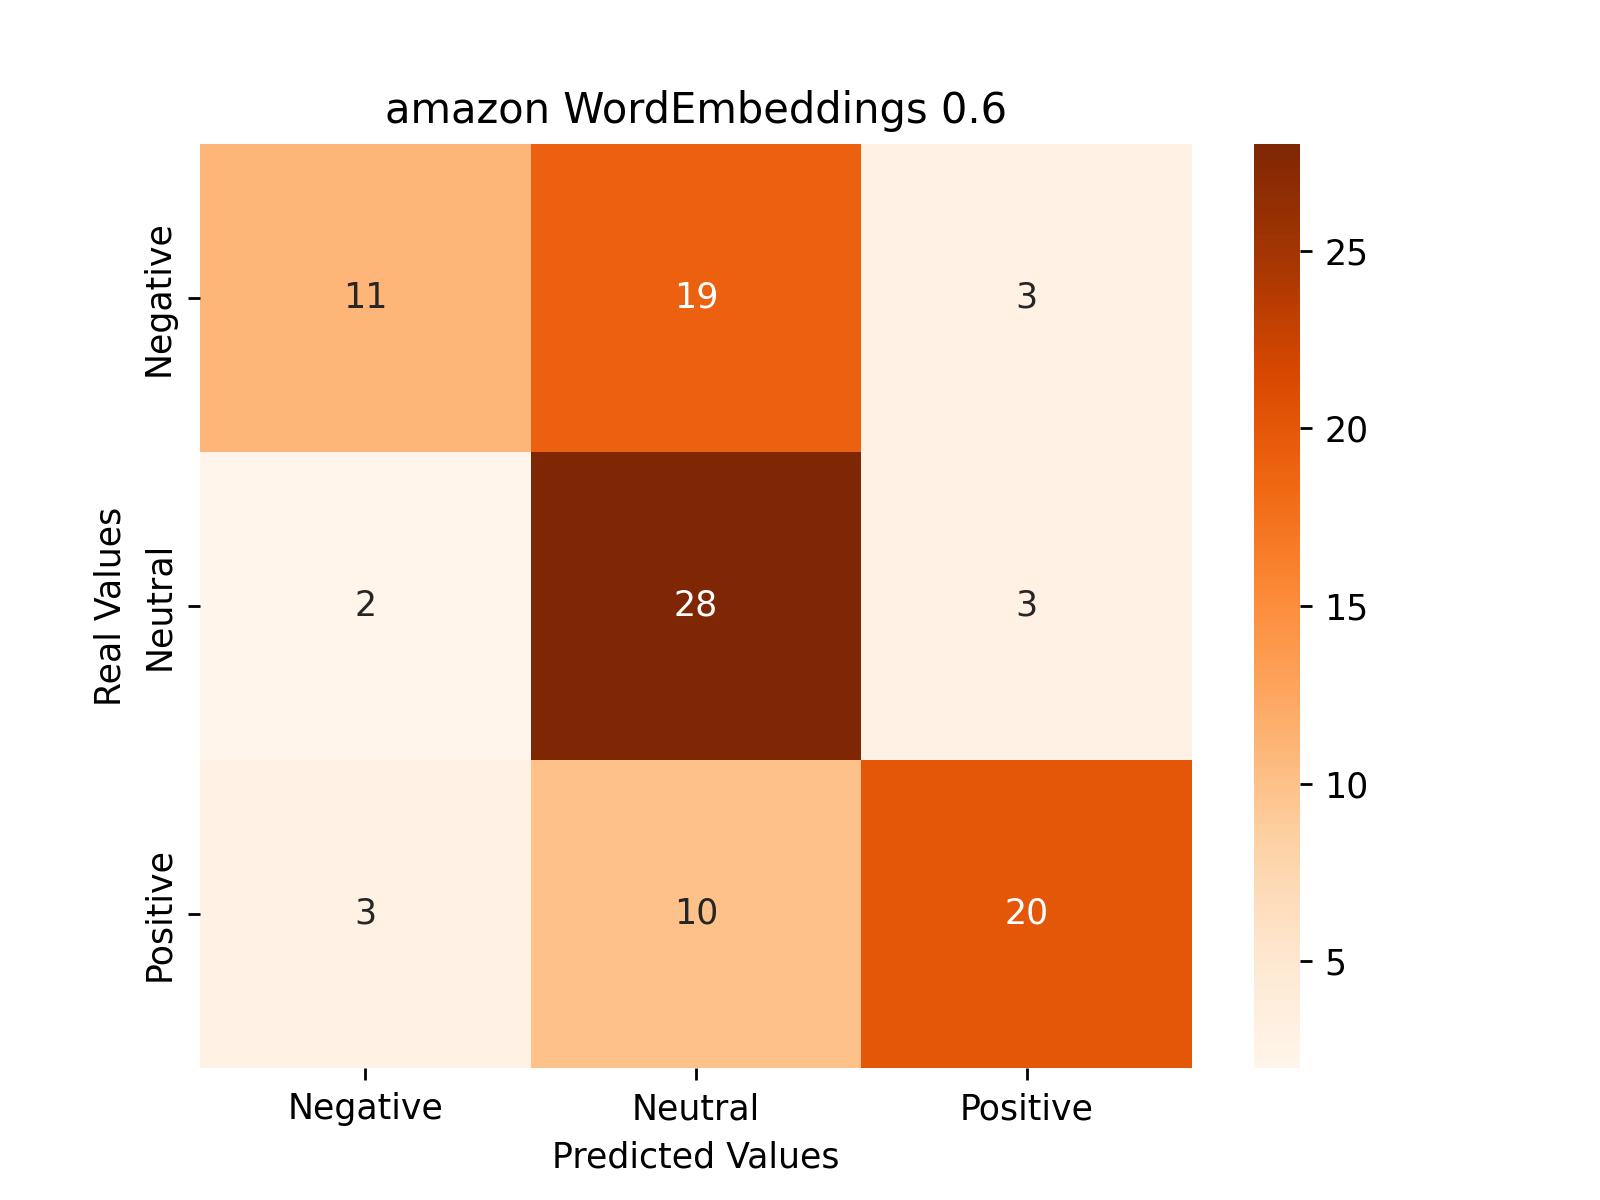 amazon WordEmbeddings 0.6
Real Values
Negative
11
19
3
Neutral
2
28
3
Positive
3
10
20
Negative
Neutral
Positive
Predicted Values
25
20
15
10
5